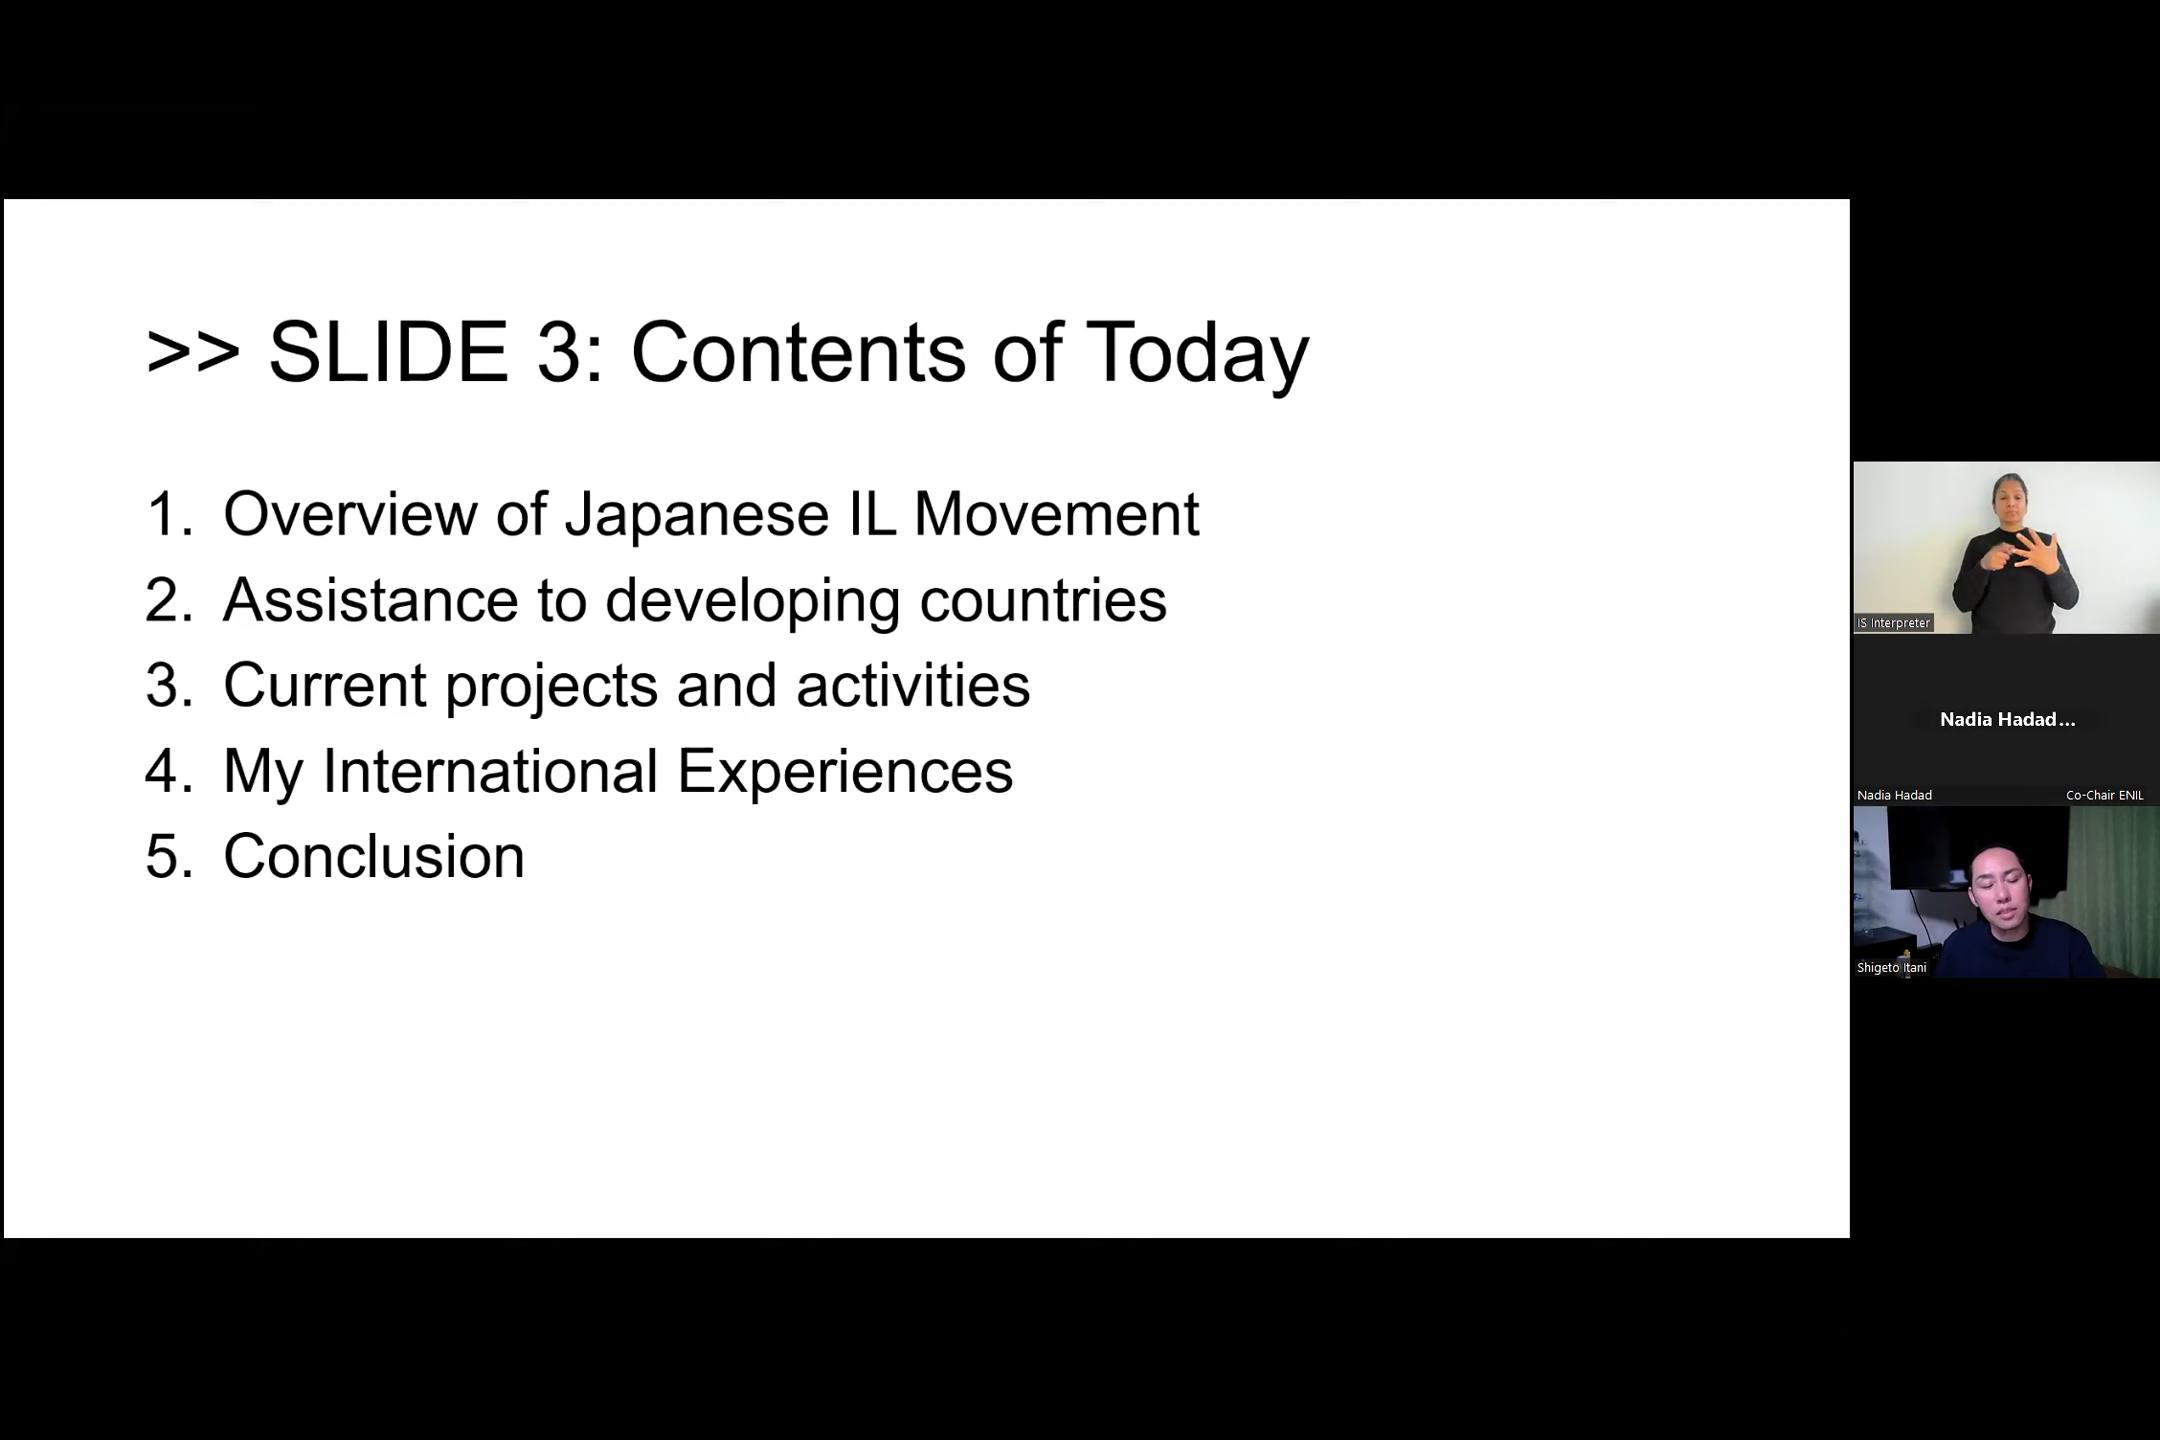 >> SLIDE 3: Contents of Today
1. Overview of Japanese IL Movement
2. Assistance to developing countries
3. Current projects and activities
4. My International Experiences
5. Conclusion
IS Interpreter
Nadia Hadad...
Nadia Hadad Co-Chair ENIL
Shigeto Itani